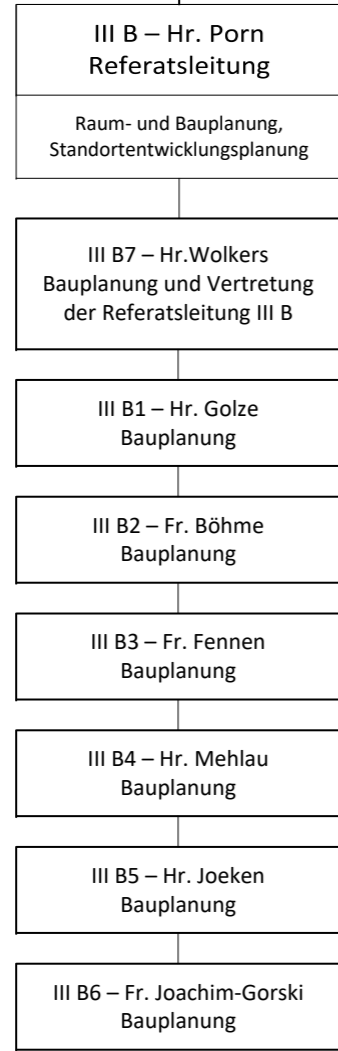 III B – Hr. Porn
Referatsleitung
Raum- und Bauplanung,
Standortentwicklungsplanung
III B7 – Hr.Wolkers
Bauplanung und Vertretung
der Referatsleitung III B
III B1 – Hr. Golze
Bauplanung
III B2 – Fr. Böhme
Bauplanung
III B3 – Fr. Fennen
Bauplanung
III B4 – Hr. Mehlau
Bauplanung
III B5 – Hr. Joeken
Bauplanung
III B6 – Fr. Joachim-Gorski
Bauplanung